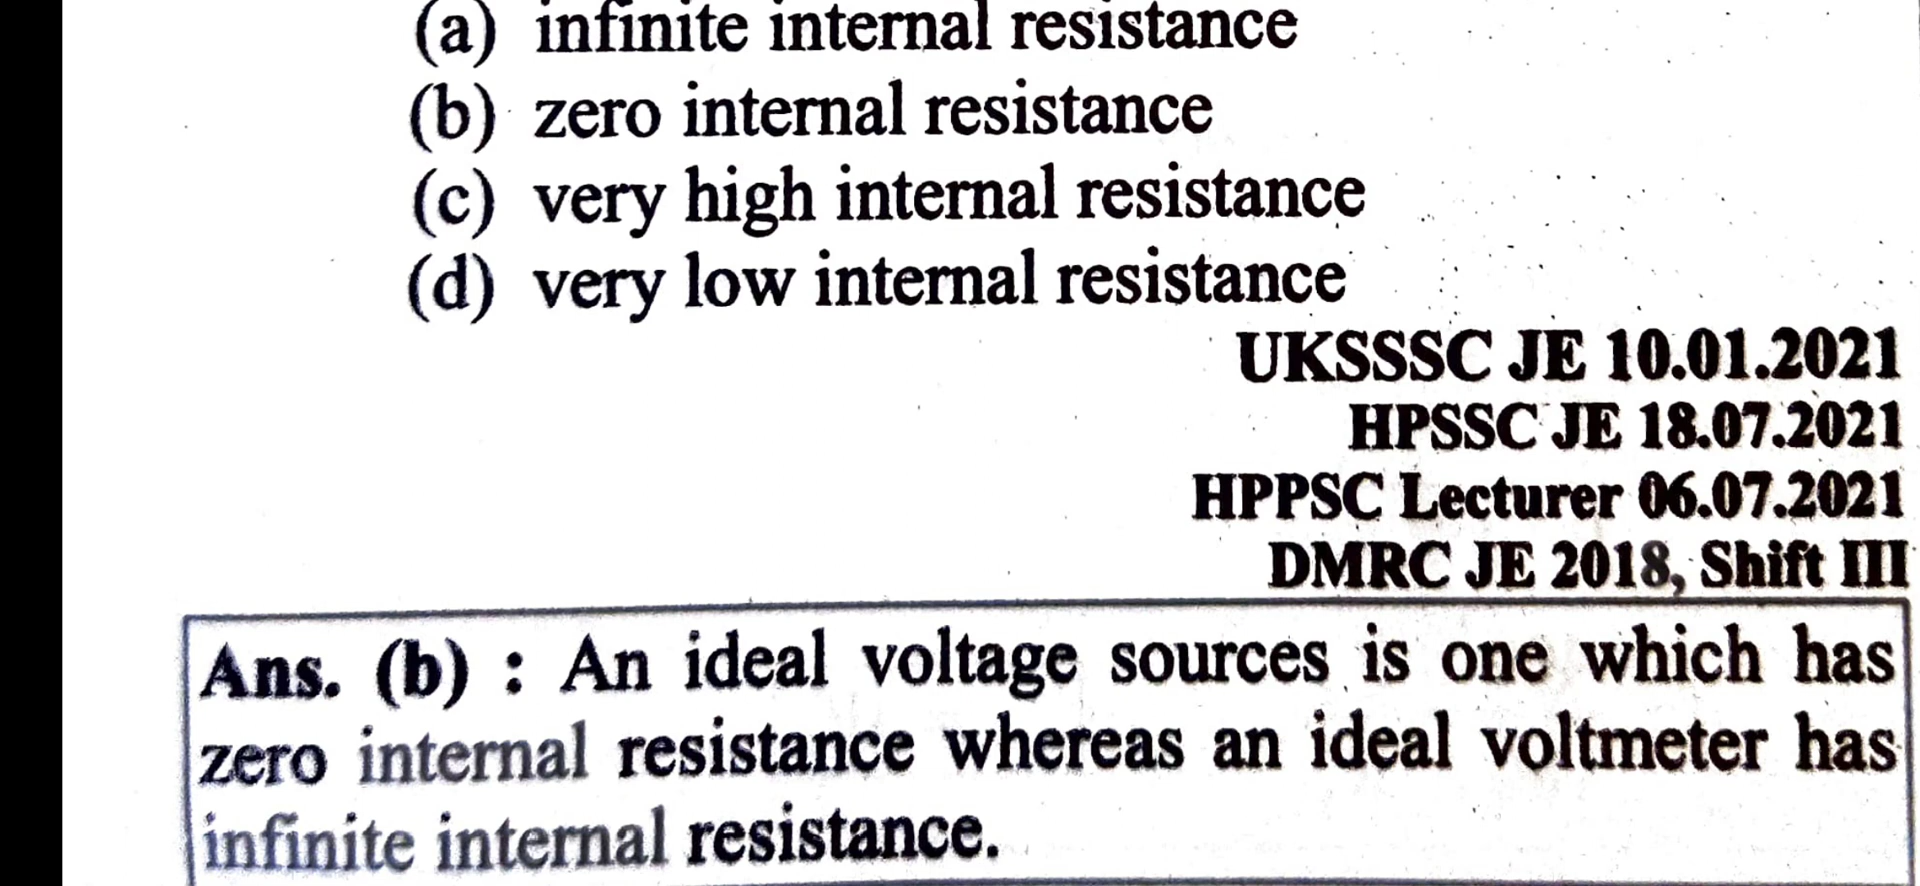 (a) infinite internal resistance
(b) zero internal resistance
(c) very high internal resistance
(d) very low internal resistance
UKSSSC JE 10.01.2021
HPSSC JE 18.07.2021
HPPSC Lecturer 06.07.2021
DMRC JE 2018, Shift III
Ans. (b) : An ideal voltage sources is one which has
zero internal resistance whereas an ideal voltmeter has
infinite internal resistance.